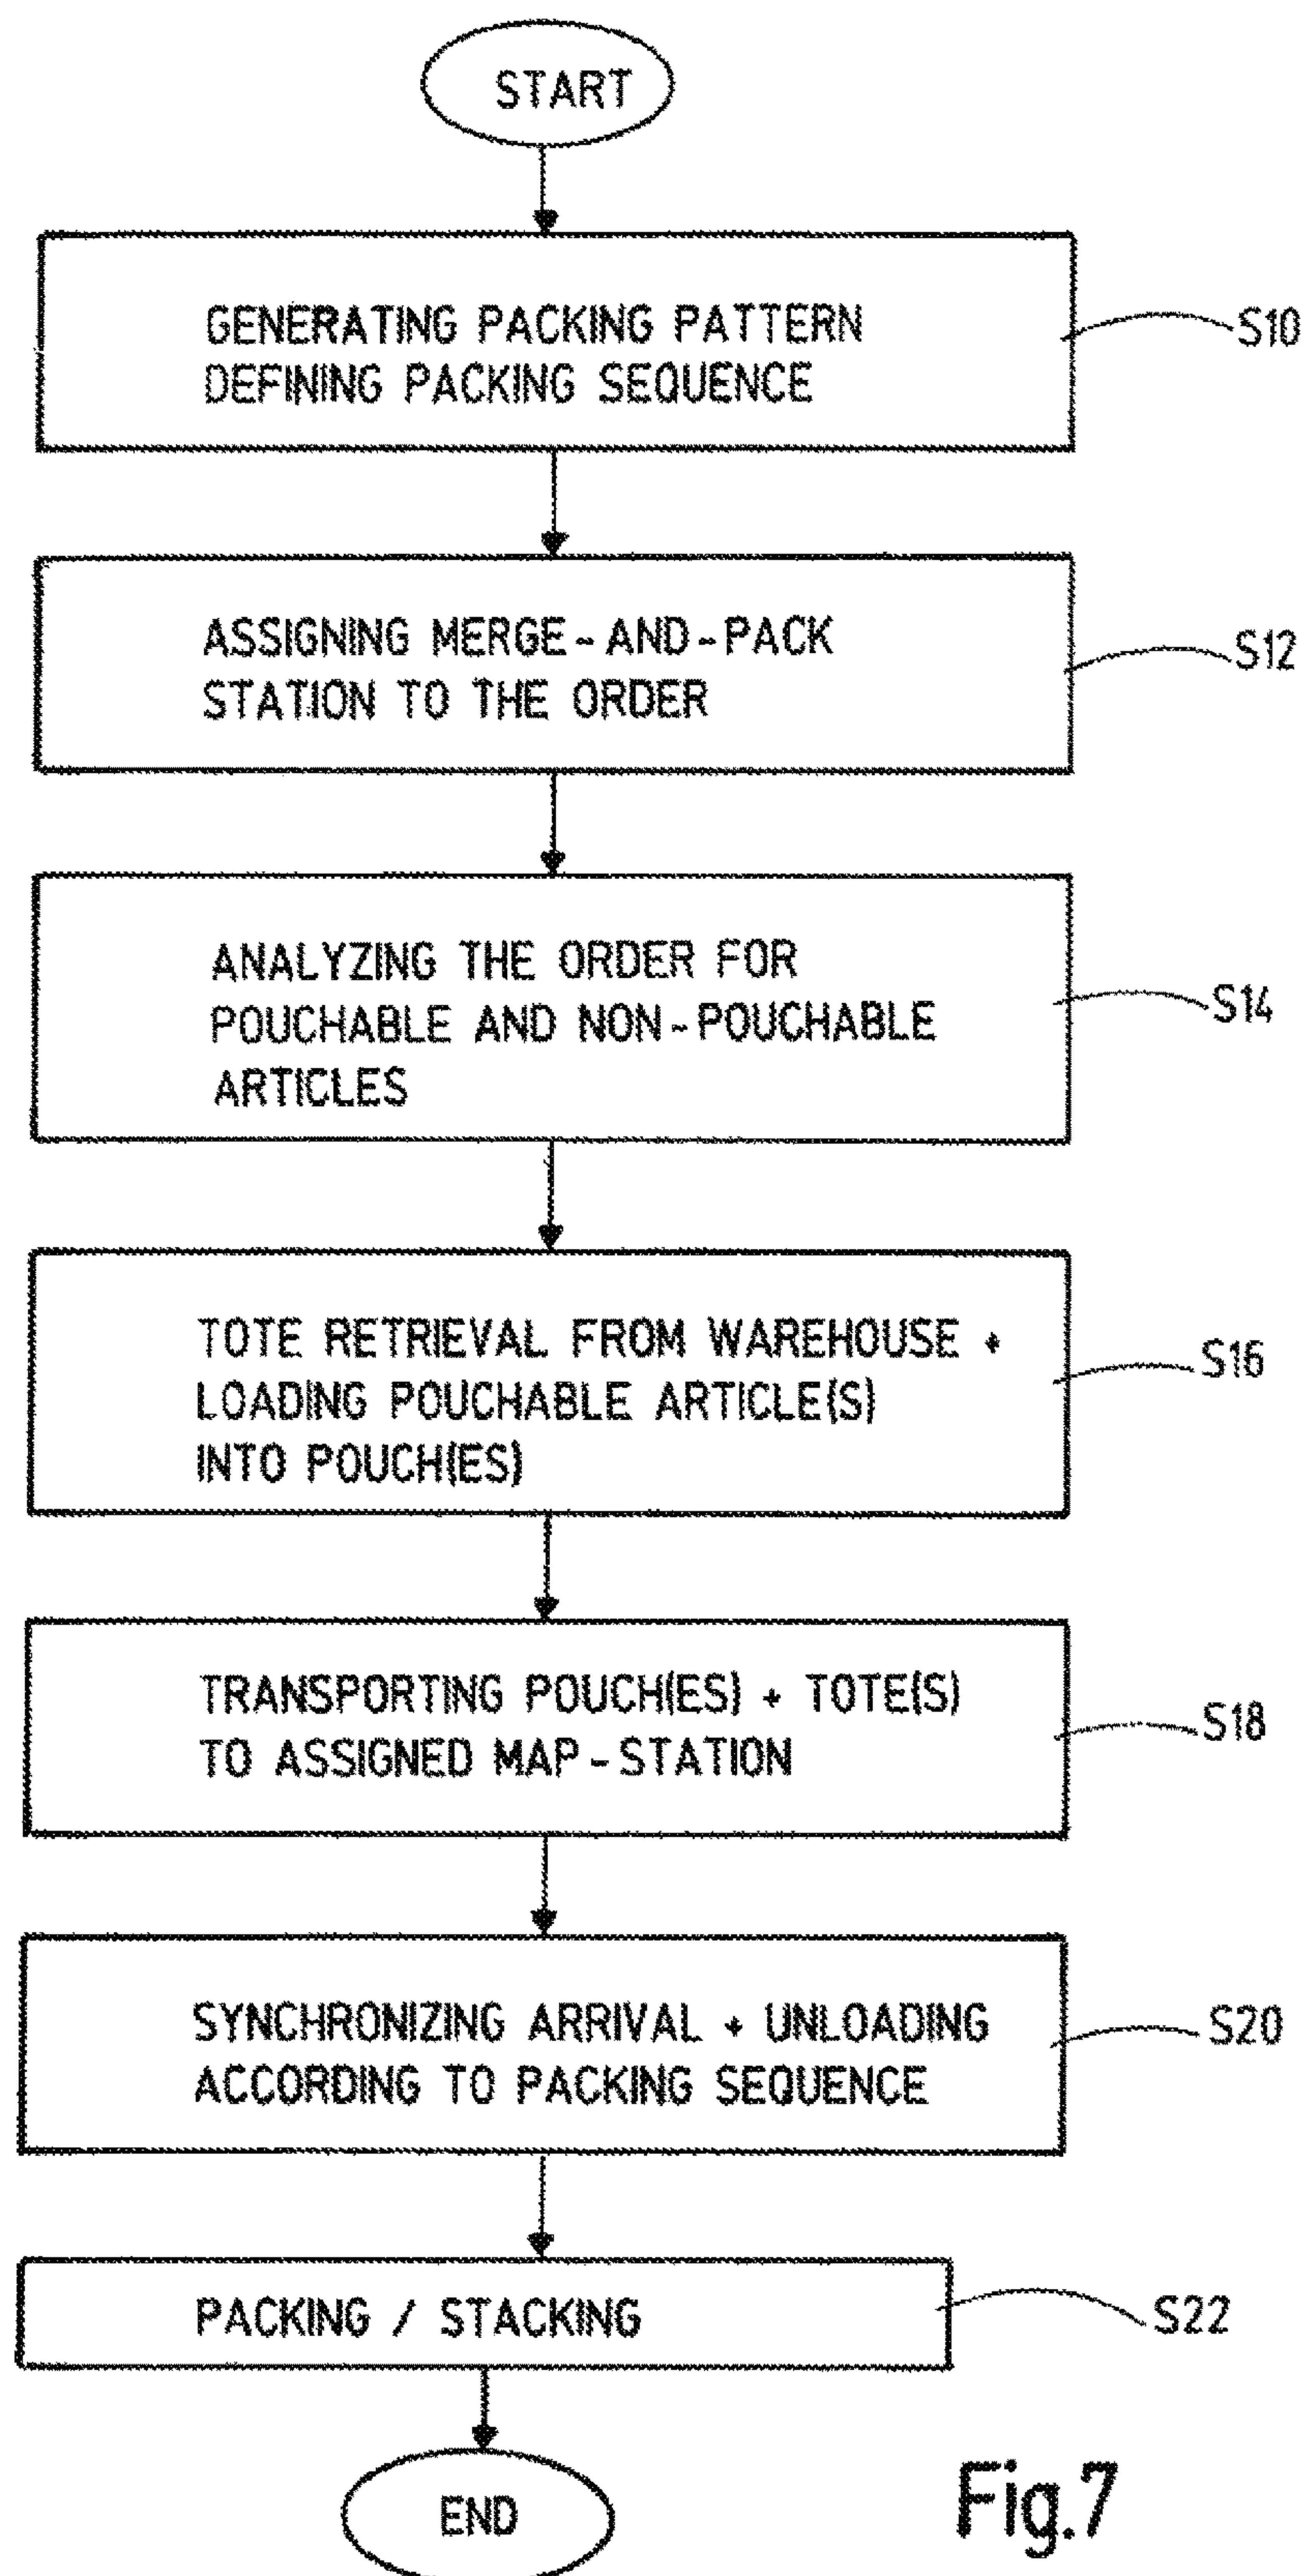 START
GENERATING PACKING PATTERN
DEFINING PACKING SEQUENCE
S10
ASSIGNING MERGE-AND-PACK
STATION TO THE ORDER
S12
ANALYZING THE ORDER FOR
POUCHABLE AND NON-POUCHABLE
ARTICLES
S14
TOTE RETRIEVAL FROM WAREHOUSE +
LOADING POUCHABLE ARTICLE(S)
INTO POUCH(ES)
S16
TRANSPORTING POUCH(ES) + TOTE(S)
TO ASSIGNED MAP-STATION
S18
SYNCHRONIZING ARRIVAL + UNLOADING
ACCORDING TO PACKING SEQUENCE
S20
PACKING / STACKING
S22
END
Fig.7